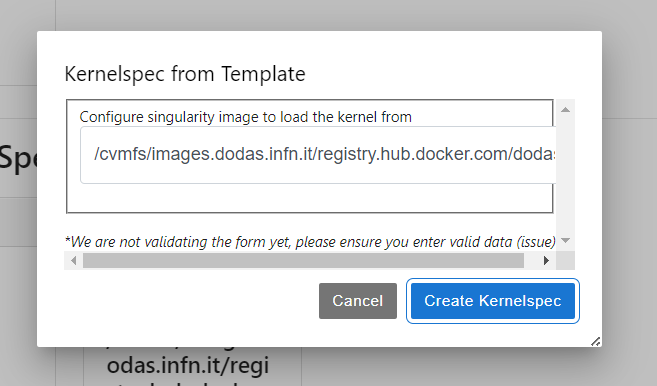 Kernelspec from Template
Configure singularity image to load the kernel from
/cvmfs/images.dodas.infn.it/registry.hub.docker.com/dodas
*We are not validating the form yet, please ensure you enter valid data (issue)
Cancel
Create Kernelspec
odas.infn.it/regi